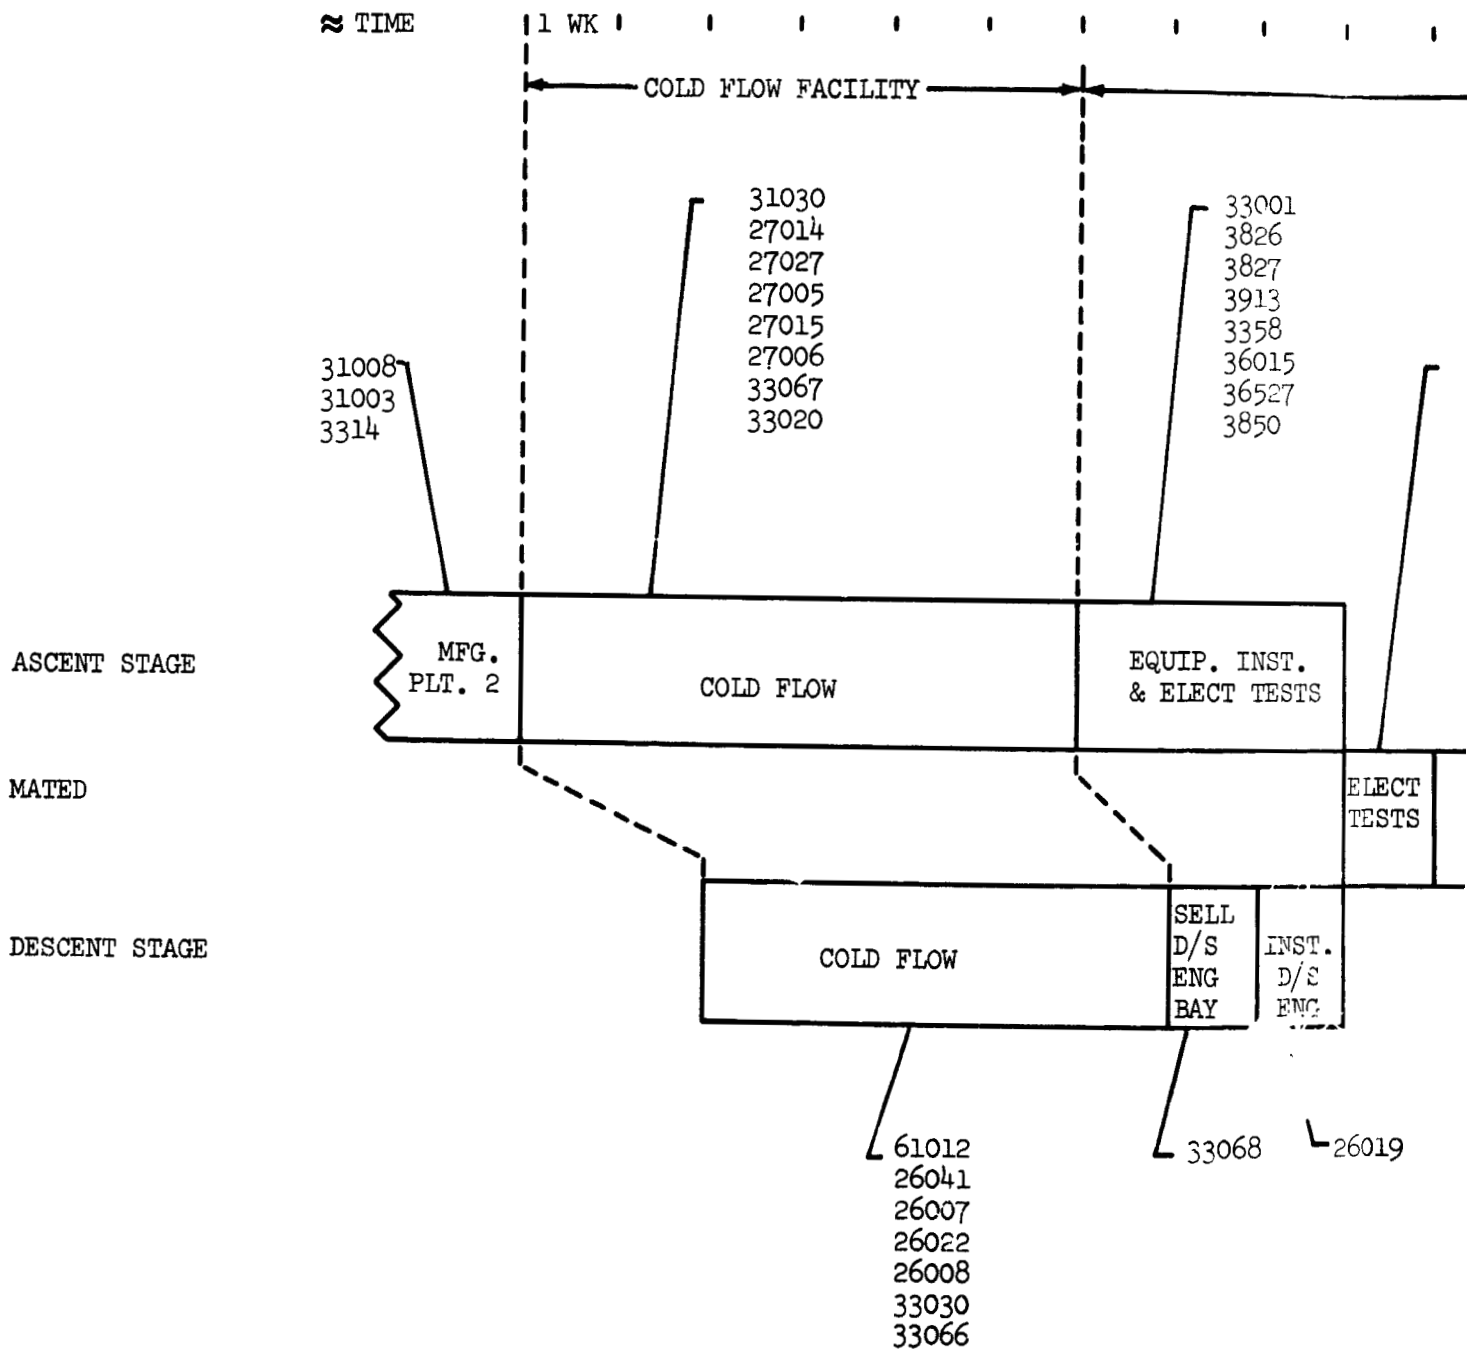 ≈ TIME
1 WK
COLD FLOW FACILITY
31030
27014
27027
27005
27015
27006
33067
33020
33001
3826
3827
3913
3358
36015
36527
3850
31008
31003
3314
ASCENT STAGE
MFG.
PLT. 2
COLD FLOW
EQUIP. INST.
& ELECT TESTS
MATED
ELECT
TESTS
DESCENT STAGE
COLD FLOW
SELL
D/S
ENG
BAY
INST.
D/S
ENG
61012
26041
26007
26022
26008
33030
33066
33068
26019